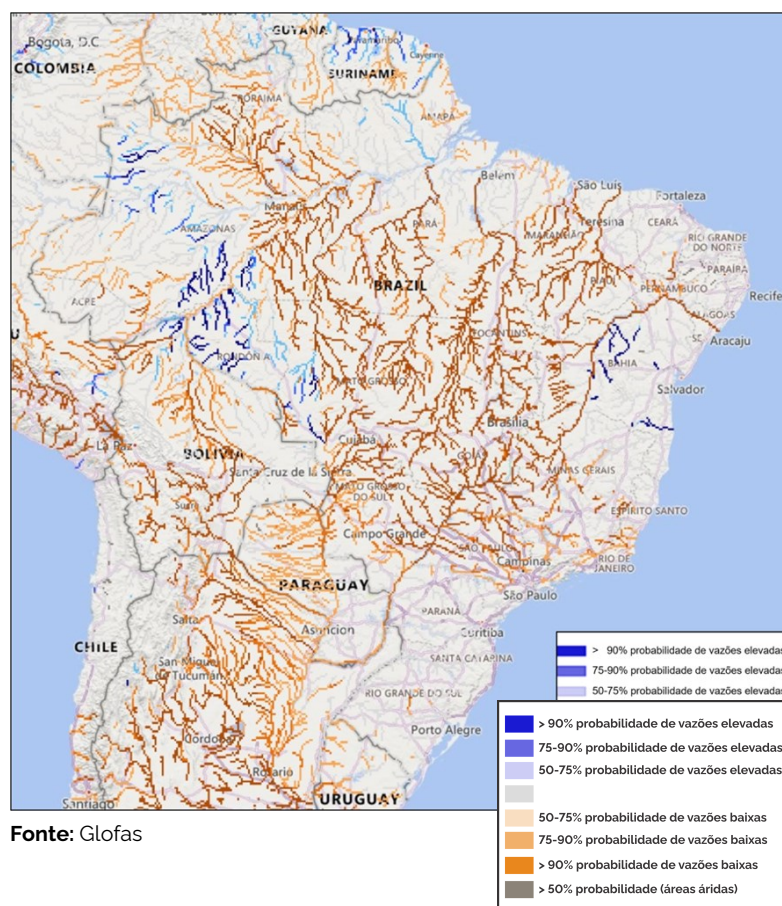 GUYANA
Bogota, D.C
Paramaribo
Cayenne
COLOMBIA
SURINAME
RORAIMA
AMAPÁ
Belem
São Luis
Fortaleza
Manaus
AMAZONAS
PARÁ
MARANHÃO
Teresina
CEARÁ
RIO GRANDE
DO NORTE
PARAÍBA
BRAZIL
PIAUÍ
PERNAMBUCO
Recife
ACRE
ALAGOAS
TOCANTINS
SE
Aracaju
U
RONDÔNIA
BAHIA
MATO GROSSO
Salvador
Brasilia
La Paz
Cuiabá
BOLIVIA
GOIÁS
Santa Cruz de la Sierra
MINAS GERAIS
MATO GROSSO
DO SUL
Sucre
ESPÍRITO SANTO
Campo Grande
SÃO PAULO
Campinas
RIO DE
JANEIRO
PARAGUAY
São Paulo
PARANÁ
Salta
Asuncion
Curitiba
CHILE
SANTA CATARINA
San Miguel
de Tucumán
RIO GRANDE DO SUL
Cordoba
Porto Alegre
Rosario
Santiago
URUGUAY
> 90% probabilidade de vazões elevadas
75-90% probabilidade de vazões elevadas
50-75% probabilidade de vazões elevadas
> 90% probabilidade de vazões elevadas
75-90% probabilidade de vazões elevadas
50-75% probabilidade de vazões elevadas
50-75% probabilidade de vazões baixas
75-90% probabilidade de vazões baixas
> 90% probabilidade de vazões baixas
> 50% probabilidade (áreas áridas)
Fonte: Glofas